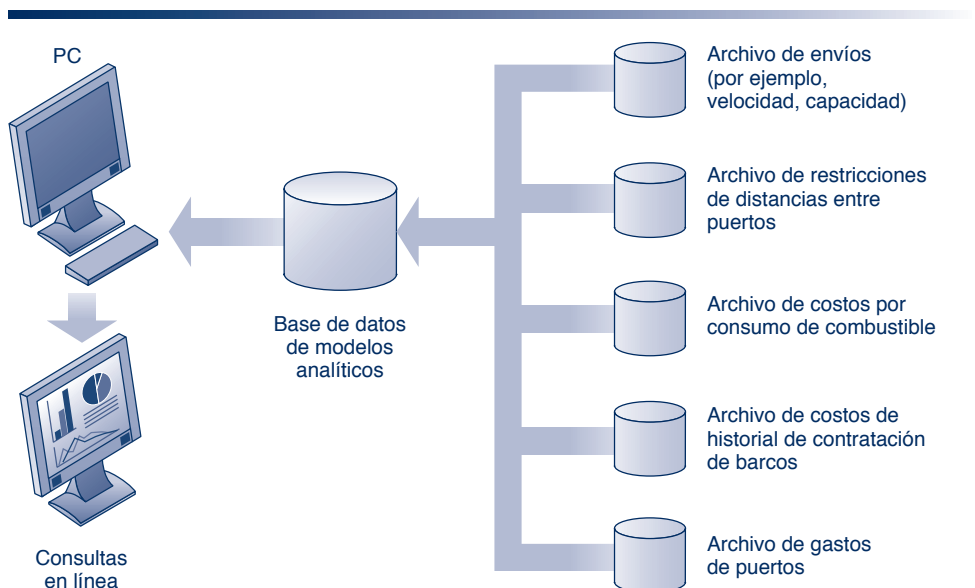 PC
Archivo de envíos
(por ejemplo,
velocidad, capacidad)
Archivo de restricciones
de distancias entre
puertos
Base de datos
de modelos
analíticos
Archivo de costos por
consumo de combustible
Archivo de costos de
historial de contratación
de barcos
Consultas
en línea
Archivo de gastos
de puertos